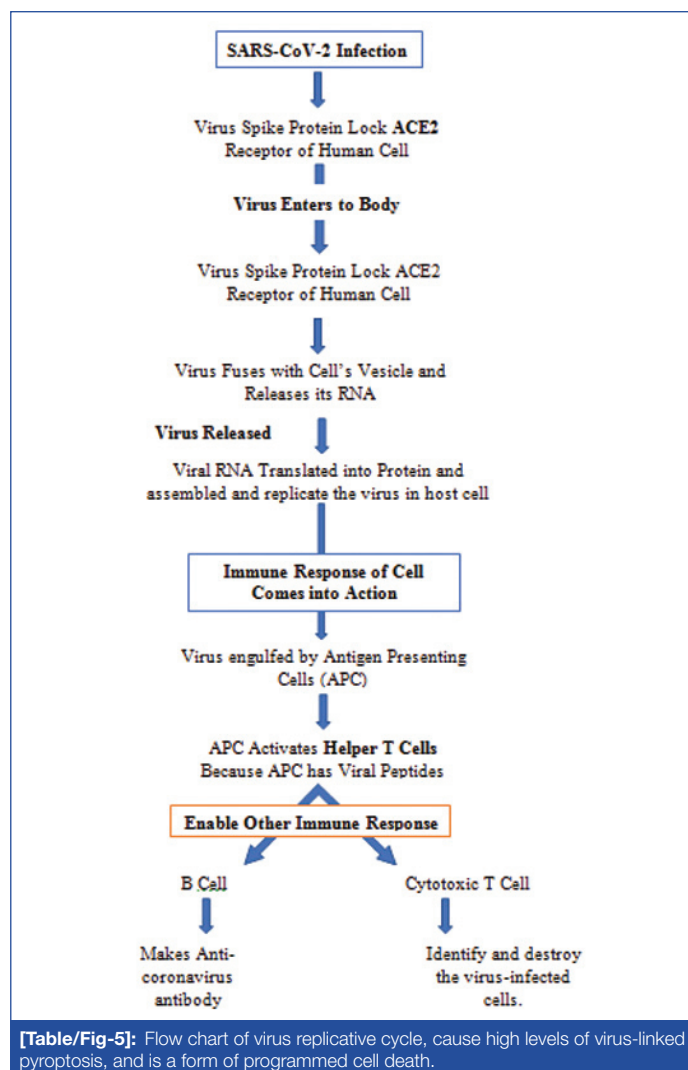 SARS-CoV-2 Infection
Virus Spike Protein Lock ACE2
Receptor of Human Cell
Virus Enters to Body
Virus Spike Protein Lock ACE2
Receptor of Human Cell
Virus Fuses with Cell's Vesicle and
Releases its RNA
Virus Released
Viral RNA Translated into Protein and
assembled and replicate the virus in host cell
Immune Response of Cell
Comes into Action
Virus engulfed by Antigen Presenting
Cells (APC)
APC Activates Helper T Cells
Because APC has Viral Peptides
Enable Other Immune Response
B Cell
Cytotoxic T Cell
Makes Anti-
coronavirus
antibody
Identify and destroy
the virus-infected
cells.
[Table/Fig-5]: Flow chart of virus replicative cycle, cause high levels of virus-linked
pyroptosis, and is a form of programmed cell death.